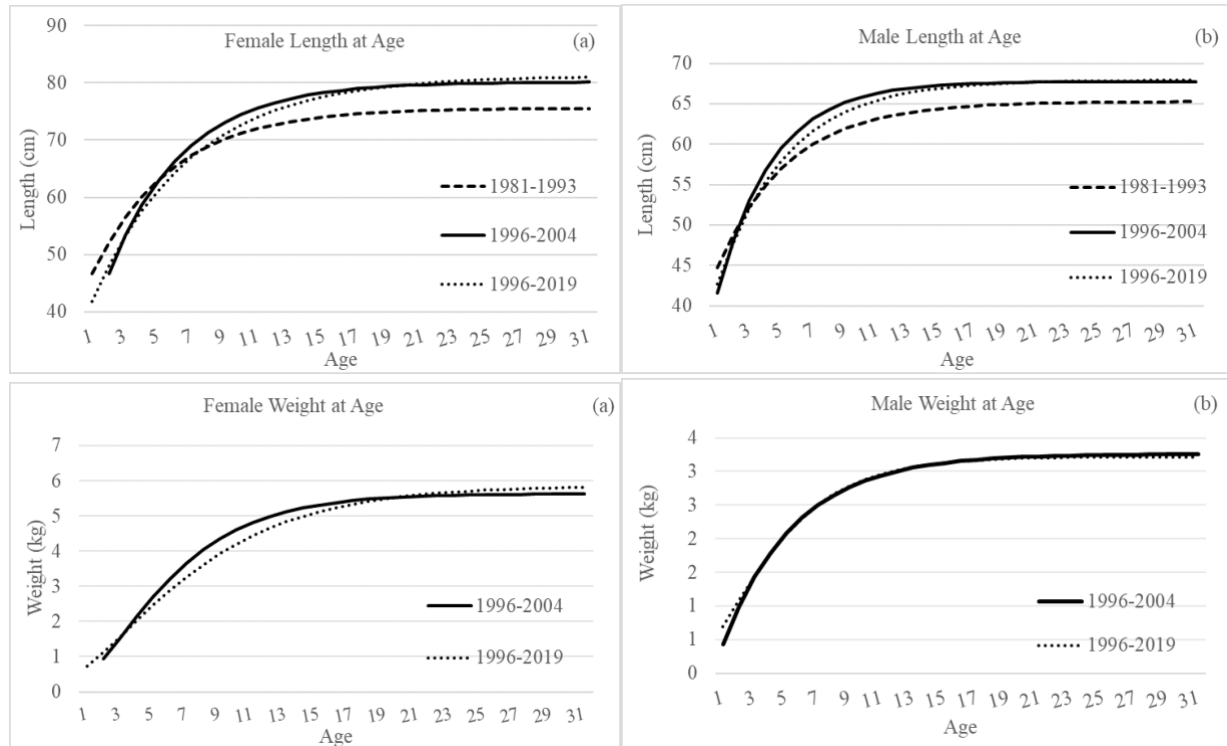 Female Length at Age (a)
90
80
70
60
50
40
Length (cm)
1981-1993
1996-2004
1996-2019
1 3 5 7 9 11 13 15 17 19 21 23 25 27 29 31
Age
Male Length at Age (b)
70
65
60
55
50
45
40
Length (cm)
1981-1993
1996-2004
1996-2019
1 3 5 7 9 11 13 15 17 19 21 23 25 27 29 31
Age
Female Weight at Age (a)
7
6
5
4
3
2
1
0
Weight (kg)
1996-2004
1996-2019
1 3 5 7 9 11 13 15 17 19 21 23 25 27 29 31
Age
Male Weight at Age (b)
4
3
3
2
2
1
1
0
Weight (kg)
1996-2004
1996-2019
1 3 5 7 9 11 13 15 17 19 21 23 25 27 29 31
Age